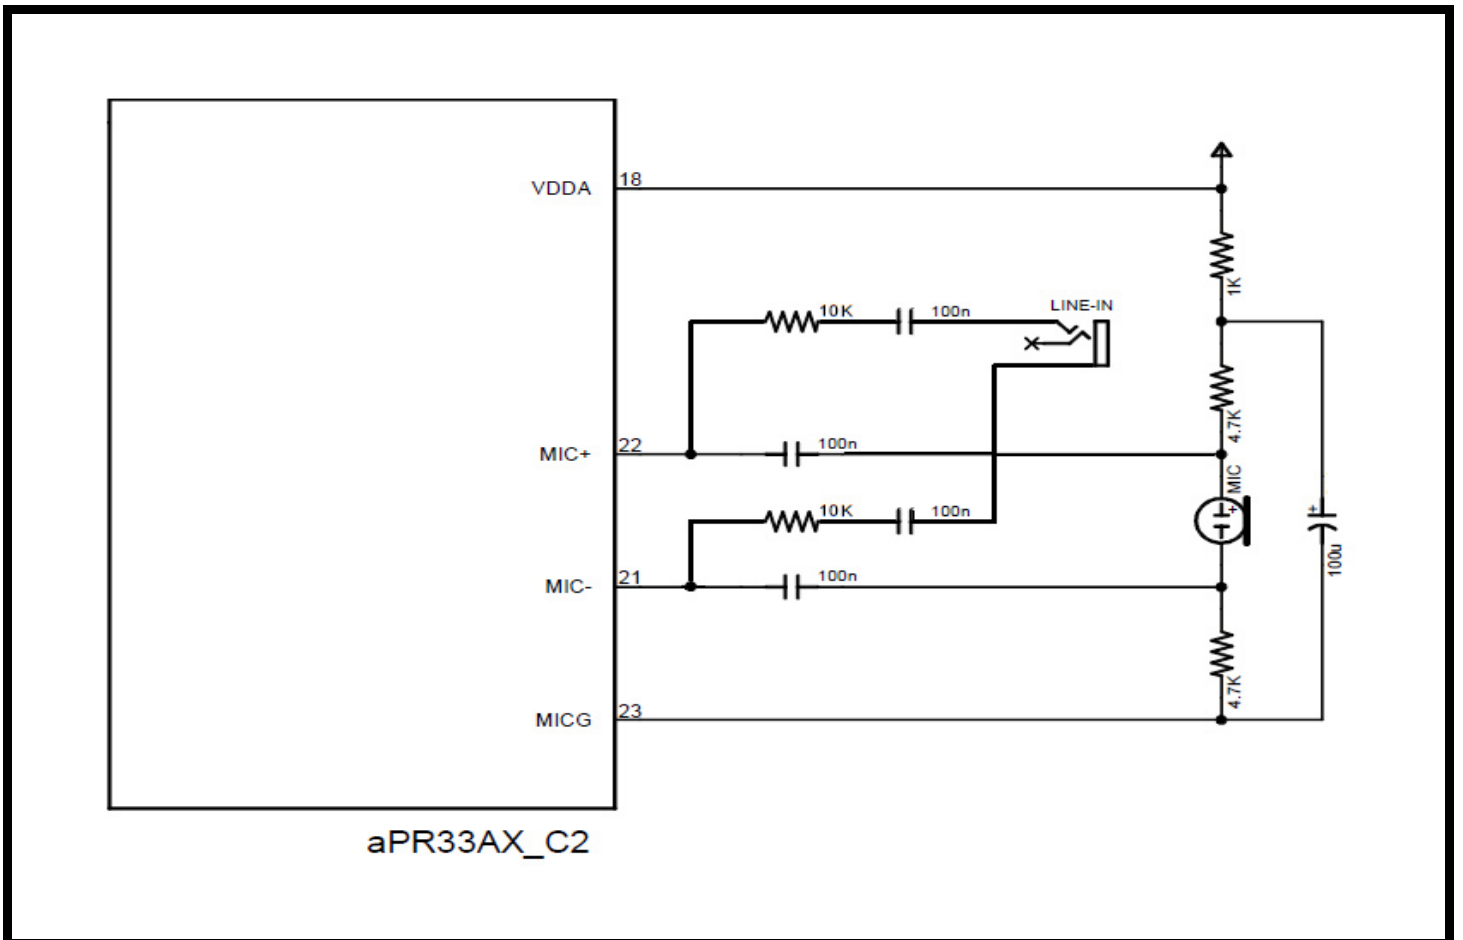 VDDA 18
1K
LINE-IN
10K 100n
4.7K
MIC+ 22 100n
MIC
+
+
10K 100n
100u
MIC- 21 100n
4.7K
MICG 23
aPR33AX_C2